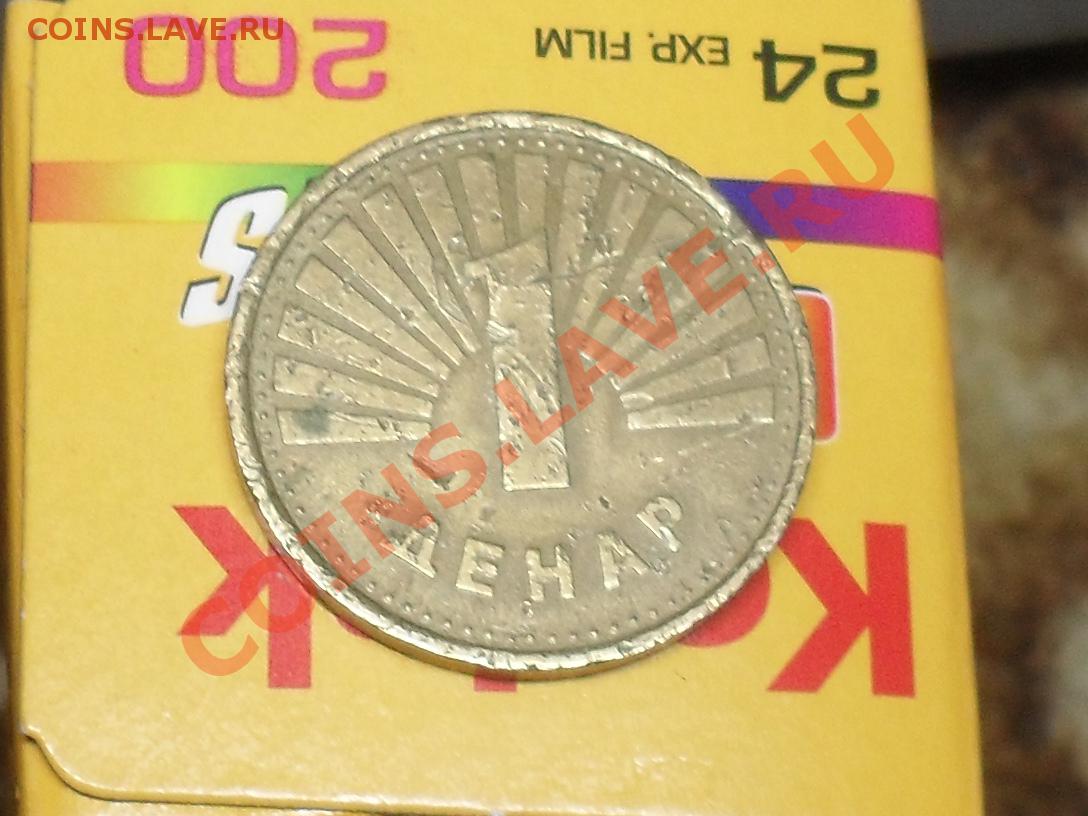 COINS.LAVE.RU
24 EXP. FILM 200
1
ДЕНАР
COINS.LAVE.RU